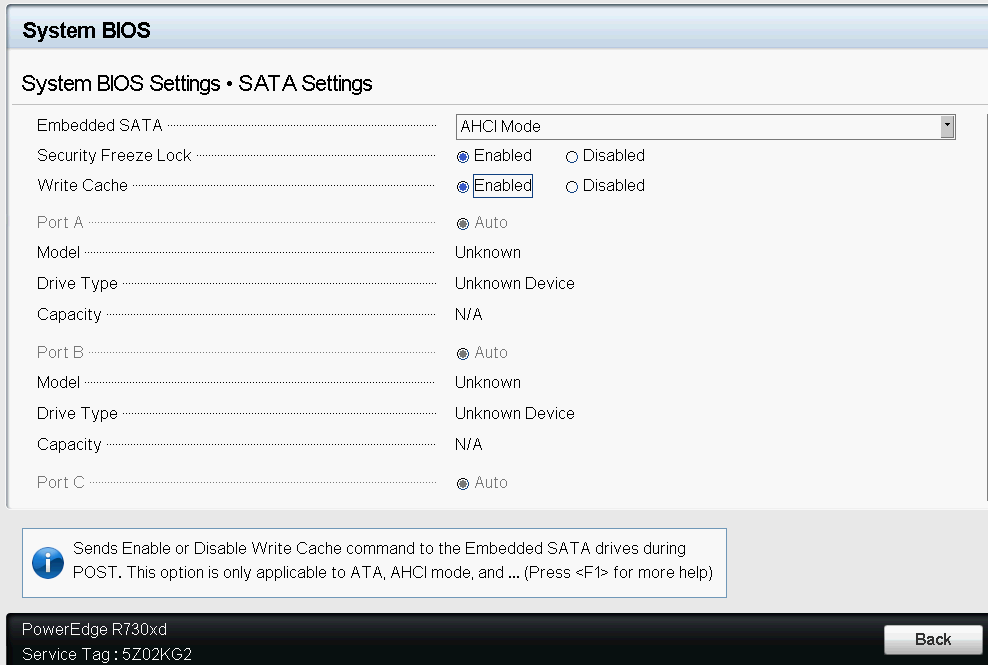 System BIOS
System BIOS Settings • SATA Settings
Embedded SATA AHCI Mode
Security Freeze Lock Enabled Disabled
Write Cache Enabled Disabled
Port A Auto
Model Unknown
Drive Type Unknown Device
Capacity N/A
Port B Auto
Model Unknown
Drive Type Unknown Device
Capacity N/A
Port C Auto
Sends Enable or Disable Write Cache command to the Embedded SATA drives during
POST. This option is only applicable to ATA, AHCI mode, and ... (Press <F1> for more help)
PowerEdge R730xd
Service Tag : 5Z02KG2
Back